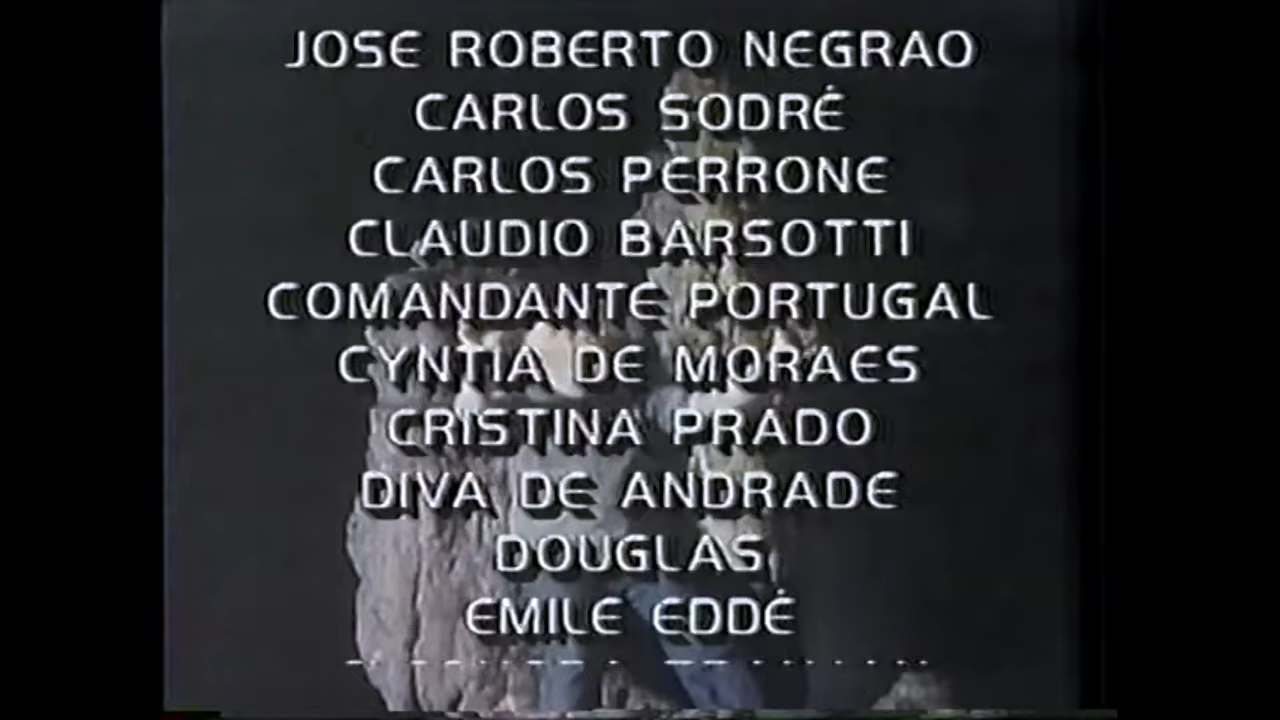 JOSE ROBERTO NEGRAO
CARLOS SODRÉ
CARLOS PERRONE
CLAUDIO BARSOTTI
COMANDANTE PORTUGAL
CYNTIA DE MORAES
CRISTINA PRADO
DIVA DE ANDRADE
DOUGLAS
EMILE EDDÉ